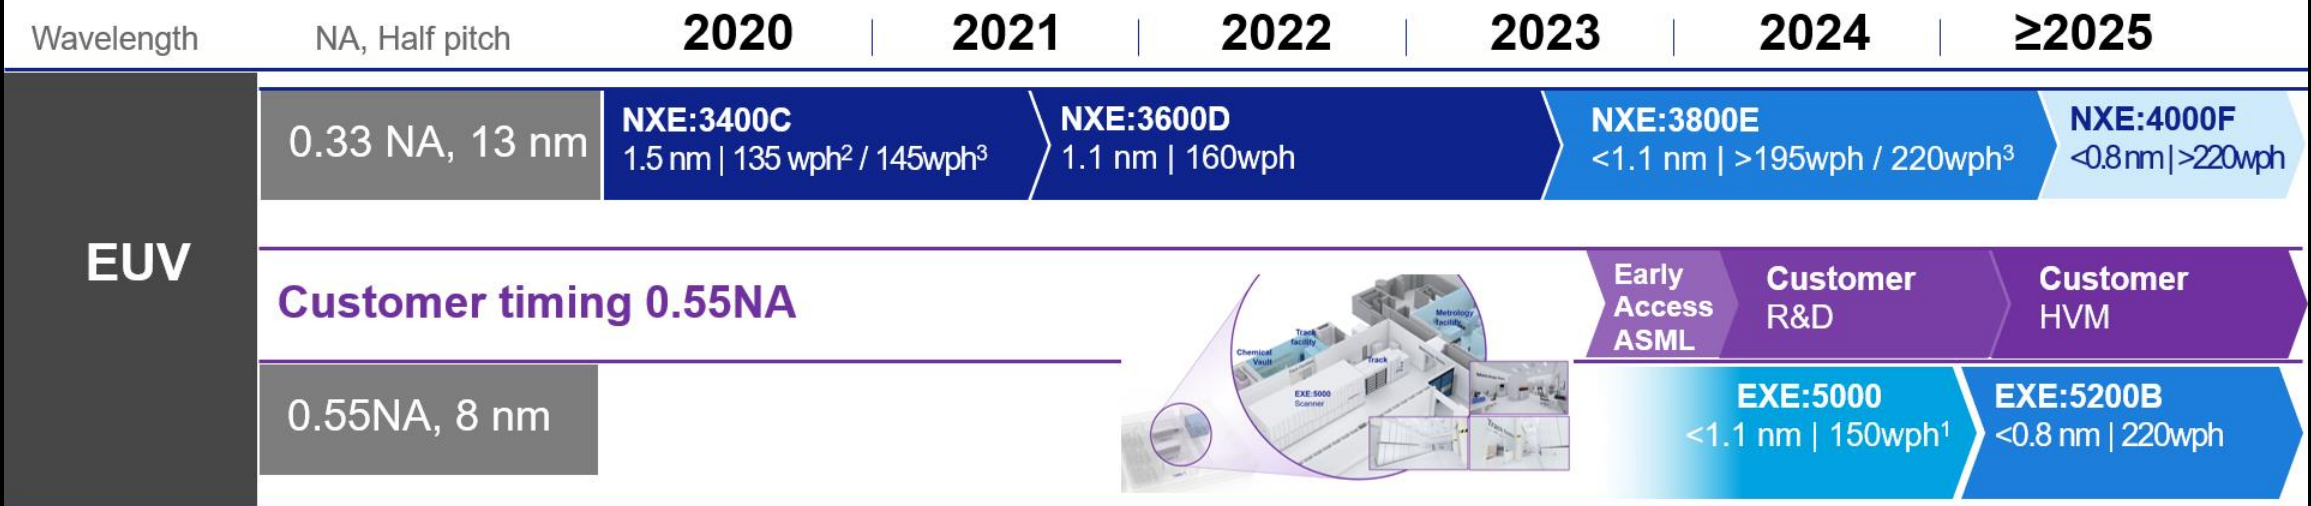 Wavelength
NA, Half pitch
2020
2021
2022
2023
2024
≥2025
EUV
0.33 NA, 13 nm
NXE:3400C
1.5 nm | 135 wph² / 145wph³
NXE:3600D
1.1 nm | 160wph
NXE:3800E
<1.1 nm | >195wph / 220wph³
NXE:4000F
<0.8 nm | >220wph
Customer timing 0.55NA
Early
Access
ASML
Customer
R&D
Customer
HVM
Metrology
facility
Track
facility
Chemical
Vault
Track
EXE:5000
Scanner
0.55NA, 8 nm
EXE:5000
<1.1 nm | 150wph¹
EXE:5200B
<0.8 nm | 220wph